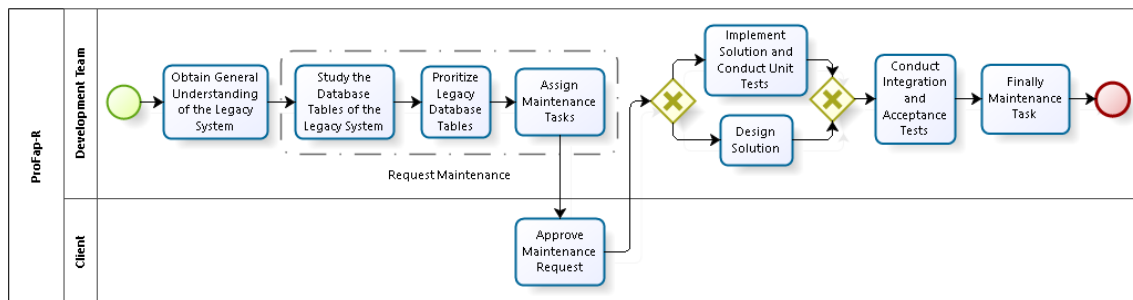 ProFap-R
Development Team
Obtain General
Understanding
of the Legacy
System
Study the
Database
Tables of the
Legacy System
Proritize
Legacy
Database
Tables
Assign
Maintenance
Tasks
Request Maintenance
Implement
Solution and
Conduct Unit
Tests
Design
Solution
Conduct
Integration
and
Acceptance
Tests
Finally
Maintenance
Task
Client
Approve
Maintenance
Request